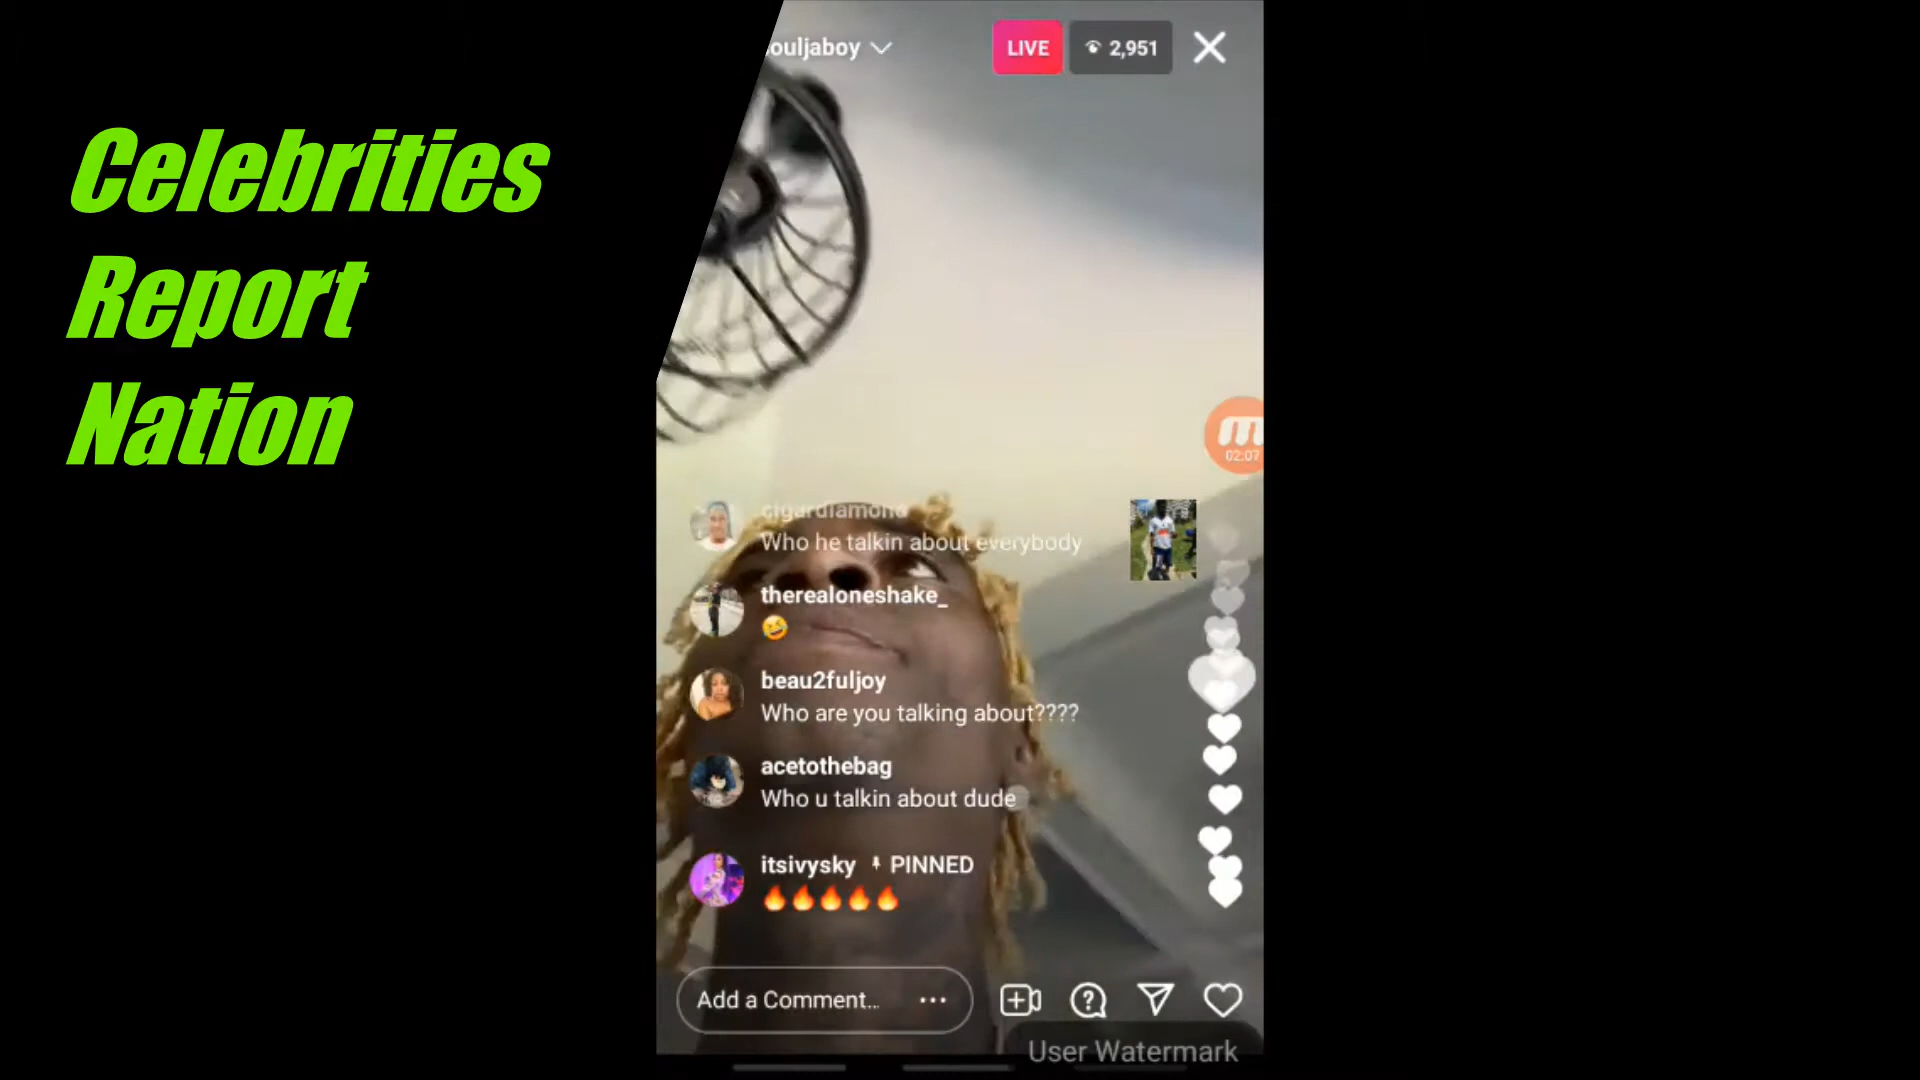 Celebrities
Report
Nation
ouljaboy
LIVE
2,951
02:07
cigardiamond
Who he talkin about everybody
therealoneshake_
beau2fuljoy
Who are you talking about????
acetothebag
Who u talkin about dude
itsivysky PINNED
Add a Comment...
User Watermark